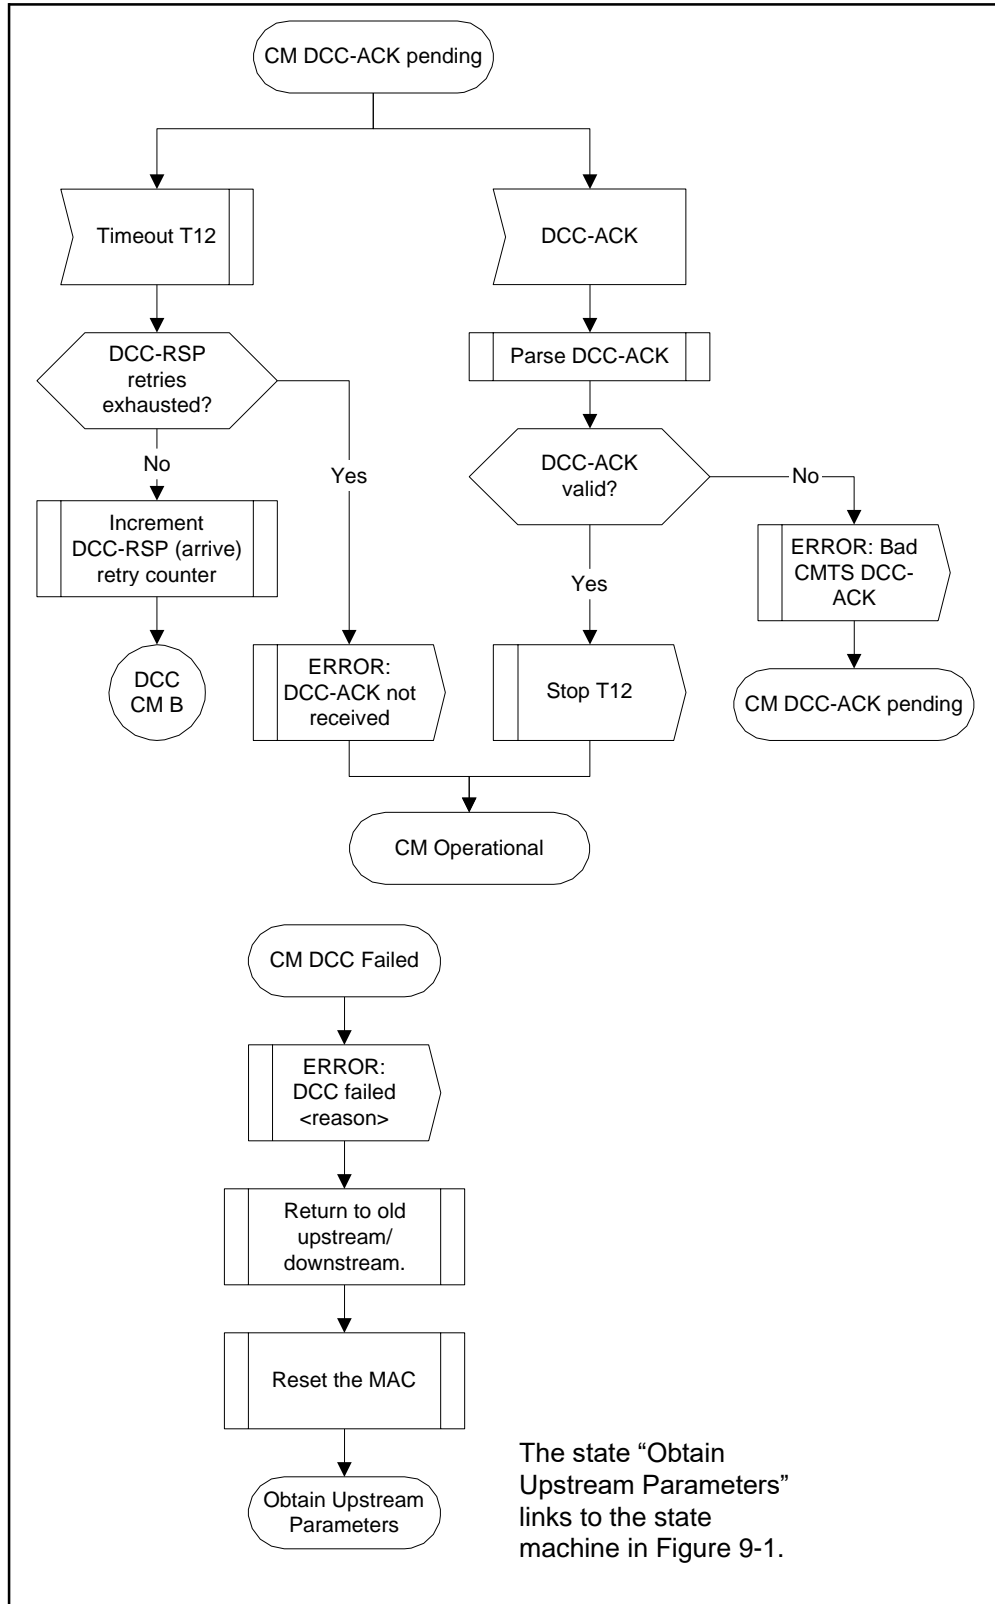 CM DCC-ACK pending
Timeout T12
DCC-ACK
DCC-RSP
retries
exhausted?
Parse DCC-ACK
DCC-ACK
valid?
No
Yes
No
Increment
DCC-RSP (arrive)
retry counter
Yes
ERROR: Bad
CMTS DCC-
ACK
DCC
CM B
ERROR:
DCC-ACK not
received
Stop T12
CM DCC-ACK pending
CM Operational
CM DCC Failed
ERROR:
DCC failed
<reason>
Return to old
upstream/
downstream.
Reset the MAC
Obtain Upstream
Parameters
The state “Obtain
Upstream Parameters”
links to the state
machine in Figure 9-1.